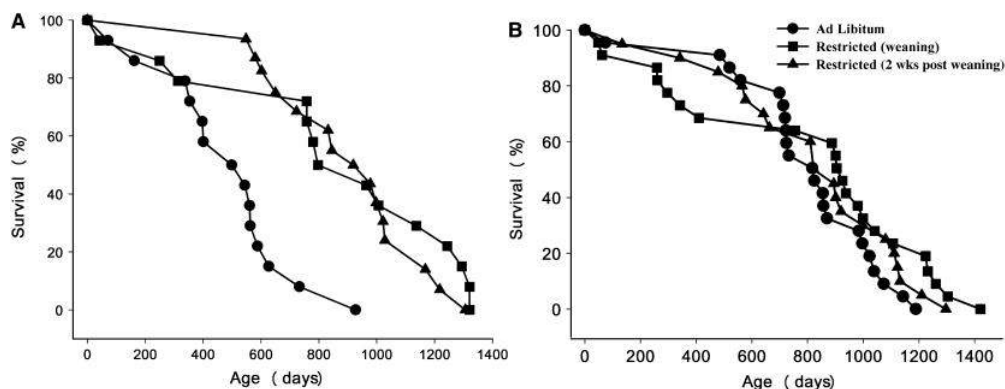 A
100
80
60
40
20
0
Survival (%)
0 200 400 600 800 1000 1200 1400
Age (days)
B
Ad Libitum
Restricted (weaning)
Restricted (2 wks post weaning)
100
80
60
40
20
0
Survival (%)
0 200 400 600 800 1000 1200 1400
Age (days)